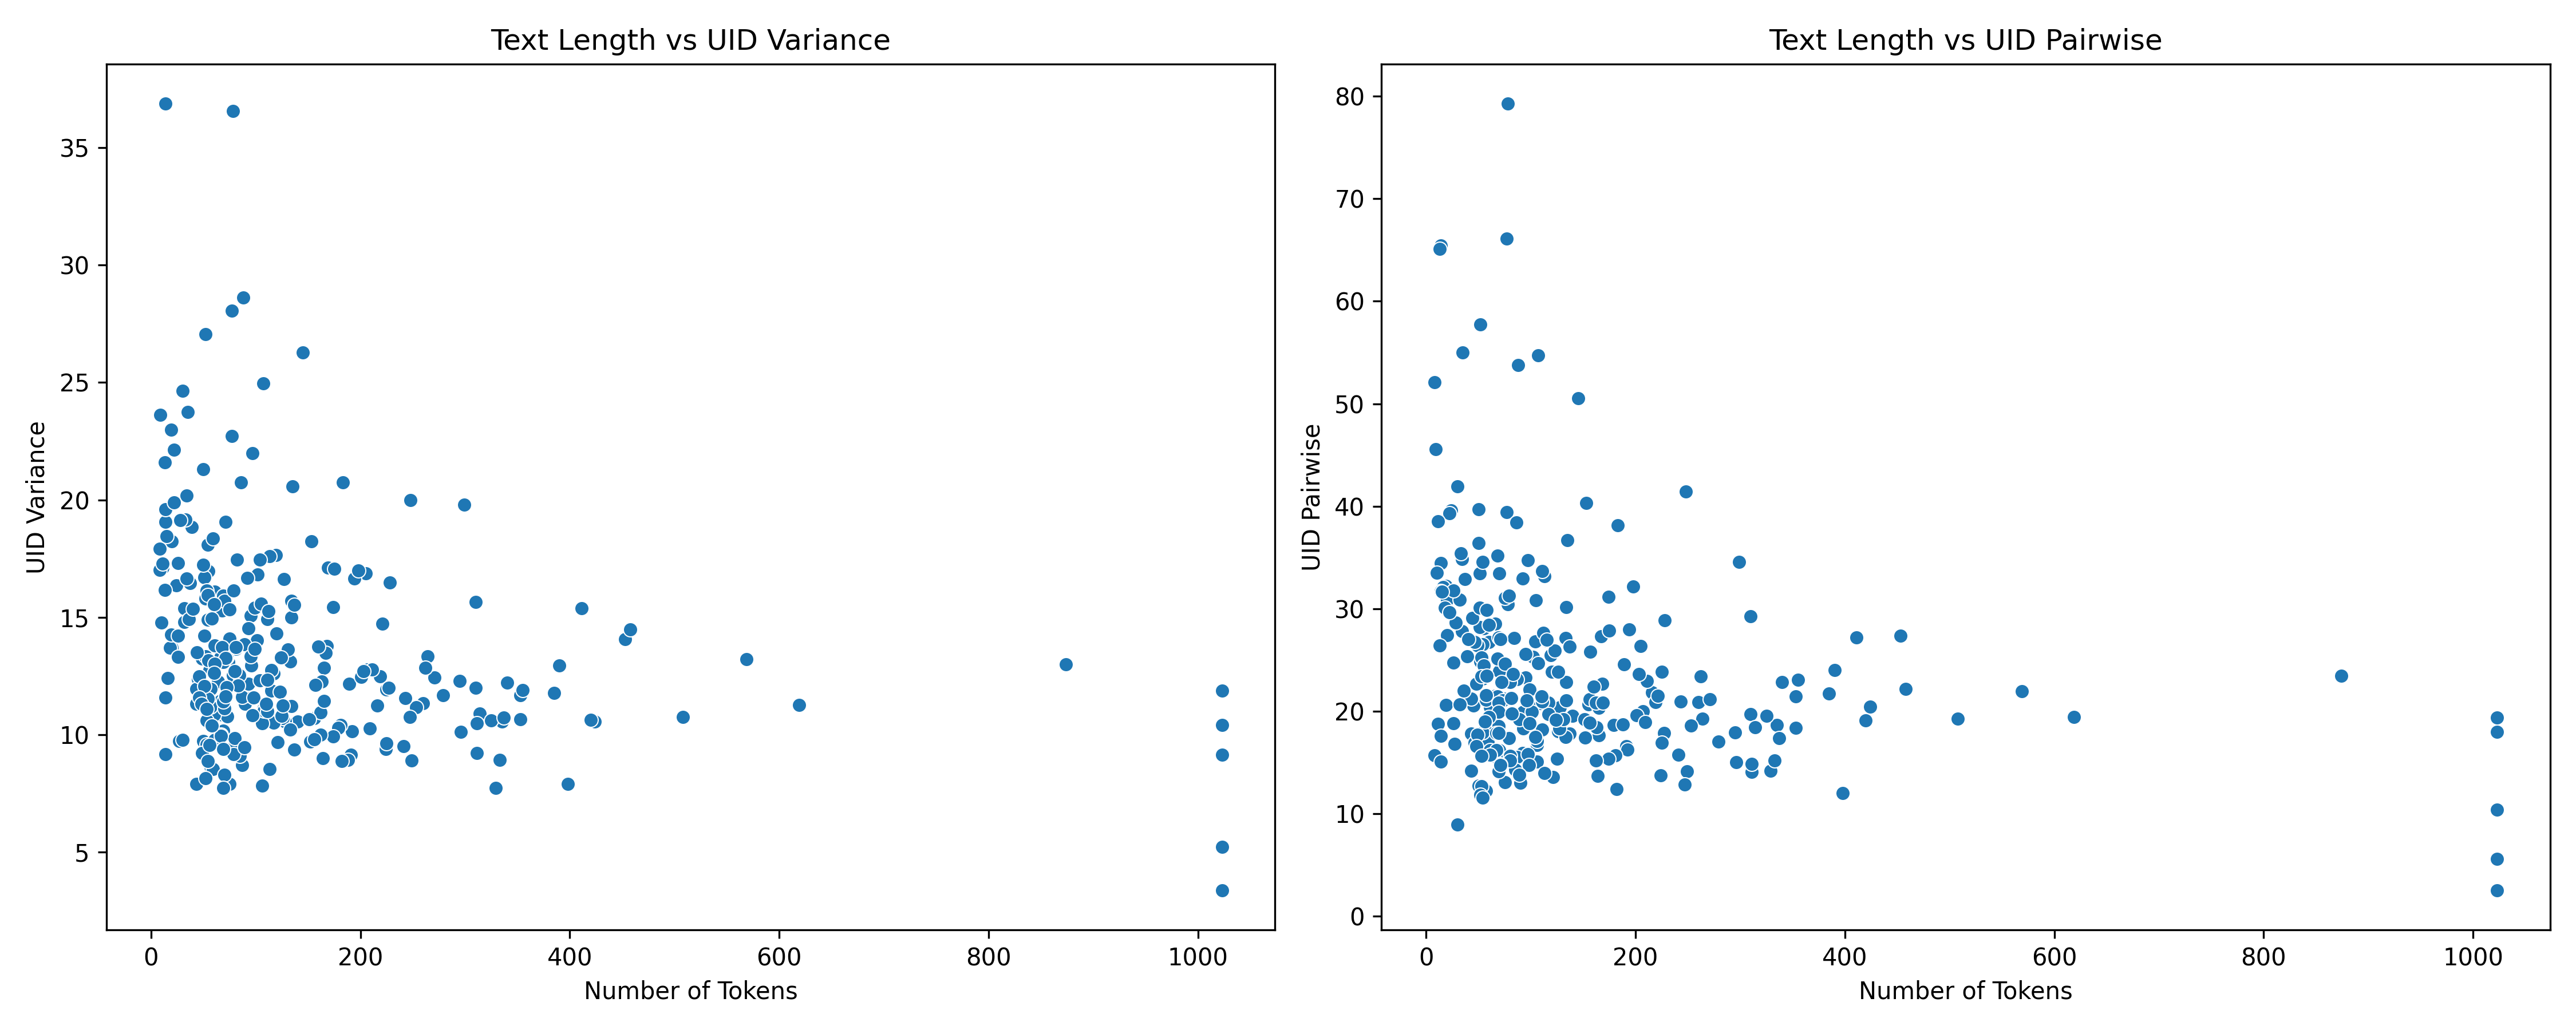 Text Length vs UID Variance
35
30
25
20
15
10
5
UID Variance
0 200 400 600 800 1000
Number of Tokens
Text Length vs UID Pairwise
80
70
60
50
40
30
20
10
0
UID Pairwise
0 200 400 600 800 1000
Number of Tokens